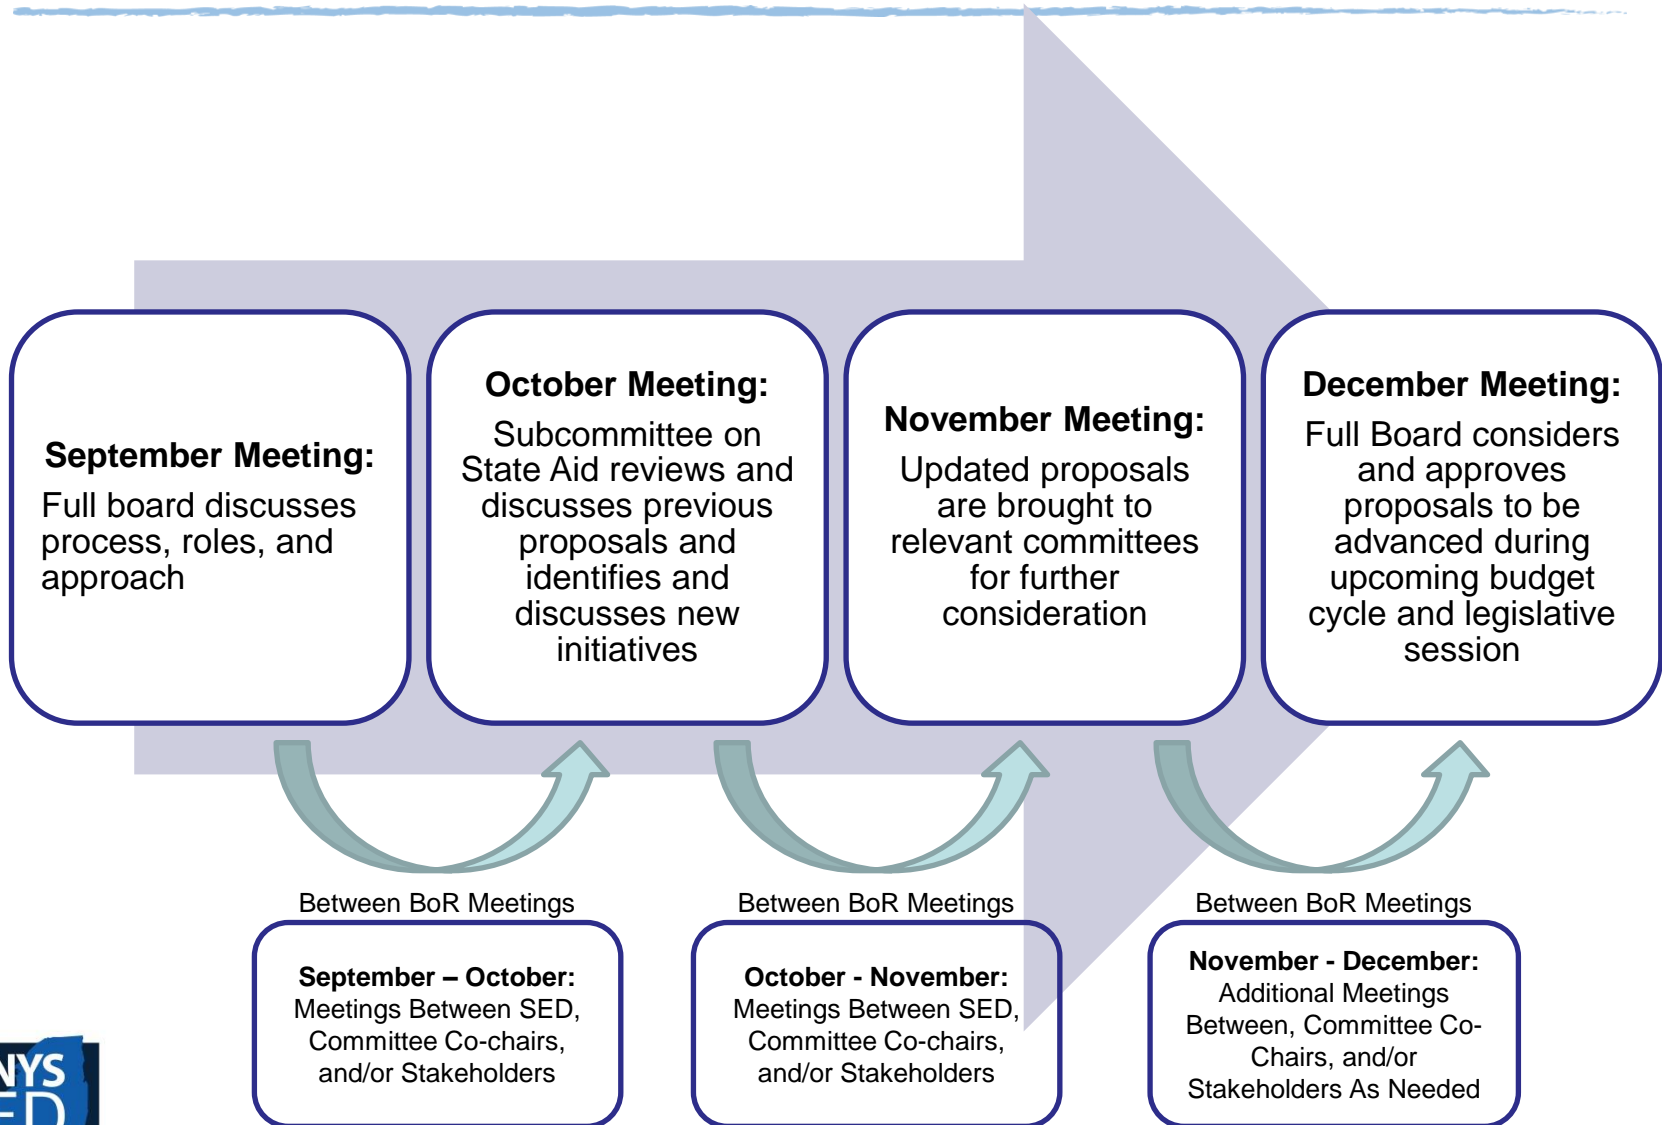 September Meeting:
Full board discusses
process, roles, and
approach
October Meeting:
Subcommittee on
State Aid reviews and
discusses previous
proposals and
identifies and
discusses new
initiatives
November Meeting:
Updated proposals
are brought to
relevant committees
for further
consideration
December Meeting:
Full Board considers
and approves
proposals to be
advanced during
upcoming budget
cycle and legislative
session
Between BoR Meetings
September – October:
Meetings Between SED,
Committee Co-chairs,
and/or Stakeholders
Between BoR Meetings
October - November:
Meetings Between SED,
Committee Co-chairs,
and/or Stakeholders
Between BoR Meetings
November - December:
Additional Meetings
Between, Committee Co-
Chairs, and/or
Stakeholders As Needed
NYS
ED